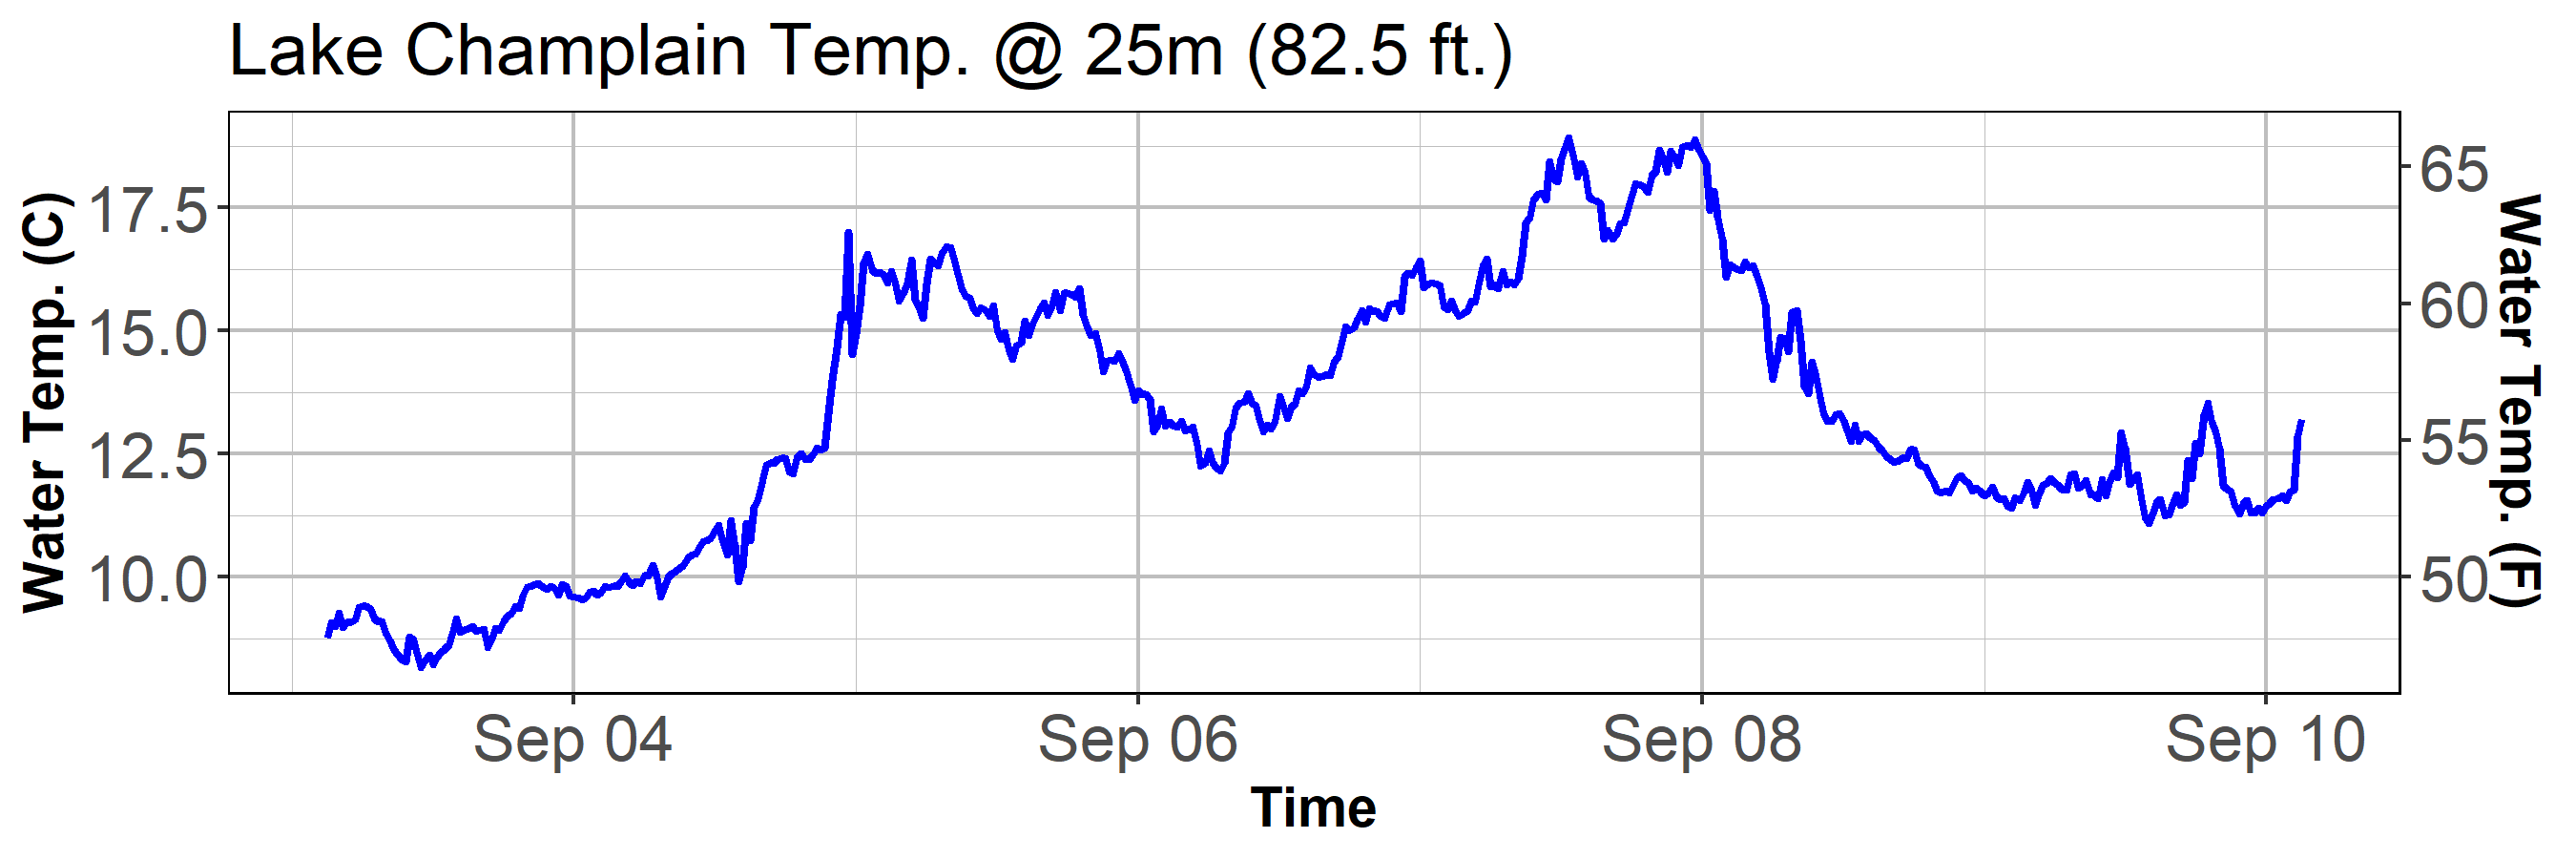 Lake Champlain Temp. @ 25m (82.5 ft.)
Water Temp. (C)
17.5
15.0
12.5
10.0
65
60
55
50
Water Temp. (F)
Sep 04
Sep 06
Sep 08
Sep 10
Time